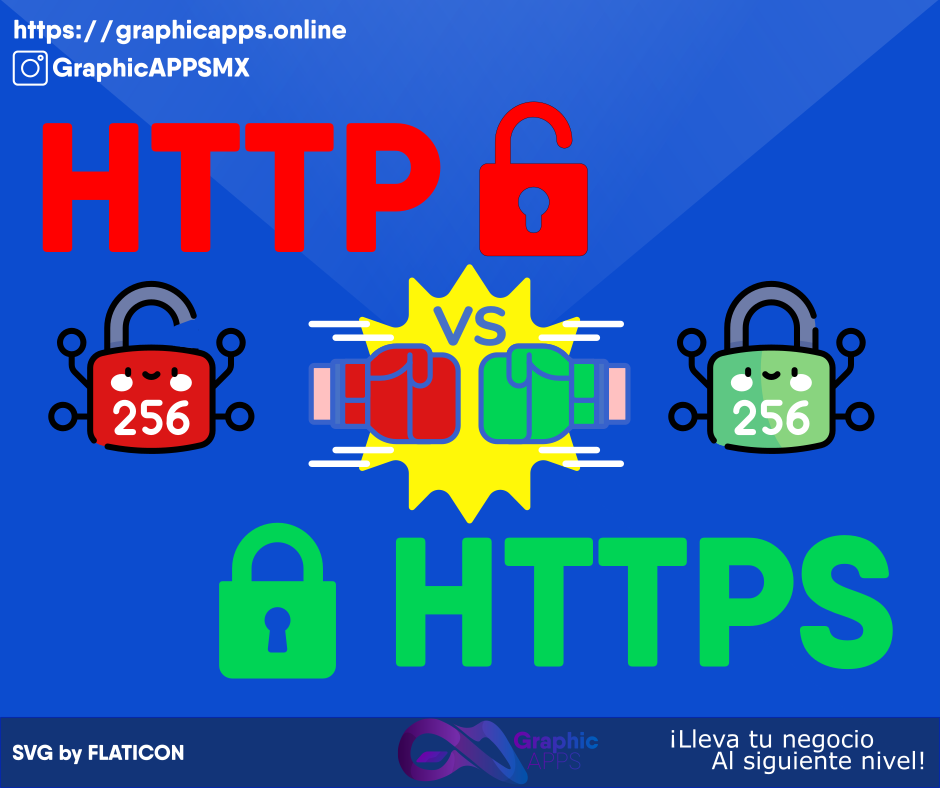 https://graphicapps.online
GraphicAPPSMX
HTTP
VS
256
256
HTTPS
SVG by FLATICON
Graphic
APPS
¡Lleva tu negocio
Al siguiente nivel!